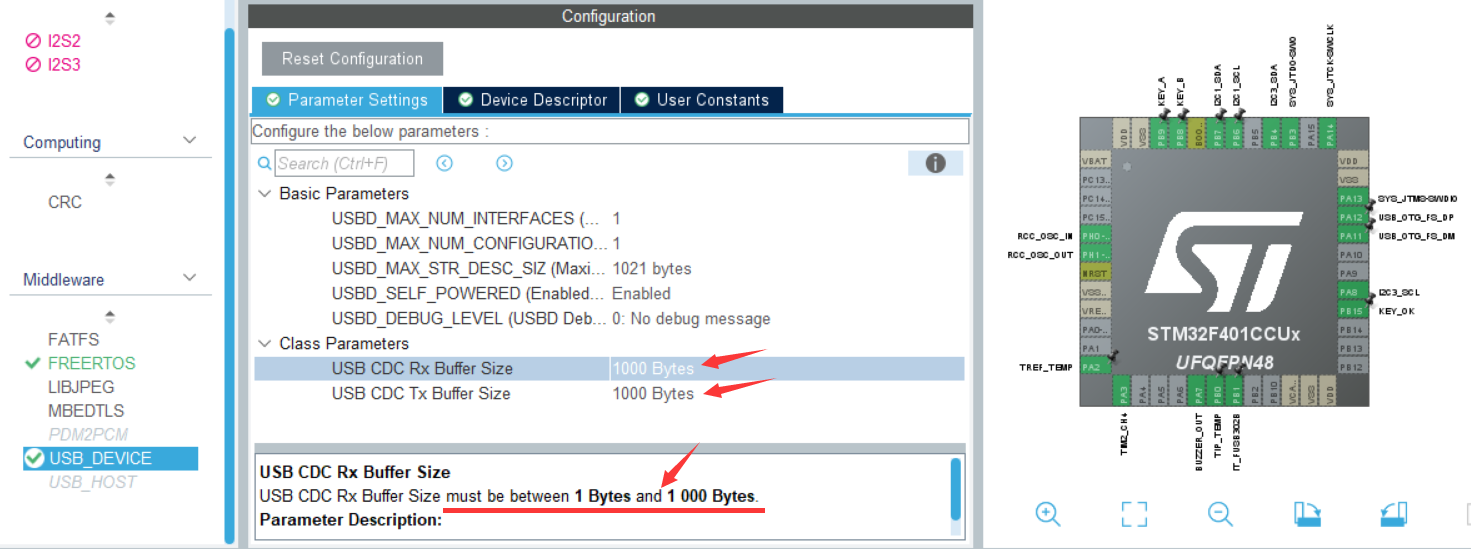 I2S2
I2S3
Computing
CRC
Middleware
FATFS
FREERTOS
LIBJPEG
MBEDTLS
PDM2PCM
USB_DEVICE
USB_HOST
Configuration
Reset Configuration
Parameter Settings
Device Descriptor
User Constants
Configure the below parameters :
Search (Ctrl+F)
Basic Parameters
USBD_MAX_NUM_INTERFACES (... 1
USBD_MAX_NUM_CONFIGURATIO... 1
USBD_MAX_STR_DESC_SIZ (Maxi... 1021 bytes
USBD_SELF_POWERED (Enabled... Enabled
USBD_DEBUG_LEVEL (USBD Deb... 0: No debug message
Class Parameters
USB CDC Rx Buffer Size 1000 Bytes
USB CDC Tx Buffer Size 1000 Bytes
USB CDC Rx Buffer Size
USB CDC Rx Buffer Size must be between 1 Bytes and 1 000 Bytes.
Parameter Description:
KEY_A
KEY_B
I2C1_SDA
I2C1_SCL
I2C3_SDA
SYS_JTDO-SWO
SYS_JTCK-SWCLK
VDD
VSS
PB9
PB8
BOO..
PB7
PB6
PB5
PB4
PB3
PA15
PA14
VBAT
PC13..
PC14..
PC15..
RCC_OSC_IN PH0-..
RCC_OSC_OUT PH1-..
NRST
VSS..
VRE..
PA0-..
PA1
TREF_TEMP PA2
VDD
VSS
PA13 SYS_JTMS-SWDIO
PA12 USB_OTG_FS_DP
PA11 USB_OTG_FS_DM
PA10
PA9
PA8 I2C3_SCL
PB15 KEY_OK
PB14
PB13
PB12
STM32F401CCUx
UFQFPN48
PA3
PA4
PA5
PA6
PA7
PB0
PB1
PB2
PB10
VCA..
VSS
VDD
TIM2_CH4
BUZZER_OUT
TIP_TEMP
IT_FUSB302B